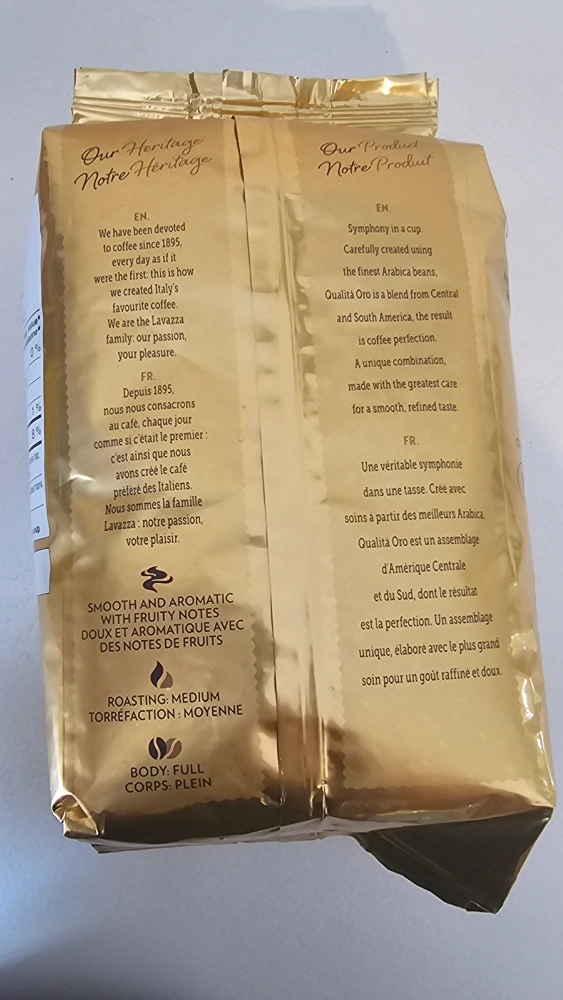 Our Heritage
Notre Héritage
EN.
We have been devoted
to coffee since 1895,
every day as if it
were the first: this is how
we created Italy's
favourite coffee.
We are the Lavazza
family: our passion,
your pleasure.
FR.
Depuis 1895,
nous nous consacrons
au café, chaque jour
comme si c'était le premier :
c'est ainsi que nous
avons créé le café
préféré des Italiens.
Nous sommes la famille
Lavazza : notre passion,
votre plaisir.
SMOOTH AND AROMATIC
WITH FRUITY NOTES
DOUX ET AROMATIQUE AVEC
DES NOTES DE FRUITS
ROASTING: MEDIUM
TORRÉFACTION : MOYENNE
BODY: FULL
CORPS: PLEIN
Our Product
Notre Produit
EN.
Symphony in a cup.
Carefully created using
the finest Arabica beans,
Qualità Oro is a blend from Central
and South America, the result
is coffee perfection.
A unique combination,
made with the greatest care
for a smooth, refined taste.
FR.
Une véritable symphonie
dans une tasse. Créé avec
soins à partir des meilleurs Arabica,
Qualità Oro est un assemblage
d'Amérique Centrale
et du Sud, dont le résultat
est la perfection. Un assemblage
unique, élaboré avec le plus grand
soin pour un goût raffiné et doux.
0 %
1 %